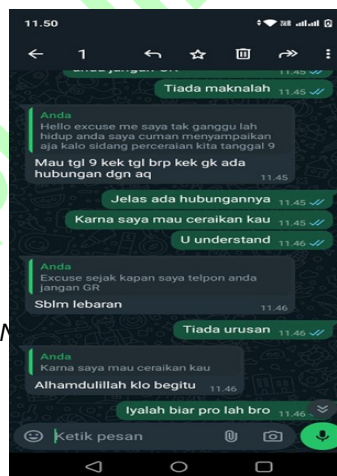 11.50
1
11.45
Tiada maknalah 11.45
Anda
Hello excuse me saya tak ganggu lah
hidup anda saya cuman menyampaikan
aja kalo sidang perceraian kita tanggal 9
Mau tgl 9 kek tgl brp kek gk ada
hubungan dgn aq 11.45
Jelas ada hubungannya 11.45
Karna saya mau ceraikan kau 11.45
U understand 11.46
Anda
Excuse sejak kapan saya telpon anda
jangan GR
Sblm lebaran 11.46
Tiada urusan 11.46
Anda
Karna saya mau ceraikan kau
Alhamdulillah klo begitu 11.46
Iyalah biar pro lah bro 11.46
Ketik pesan